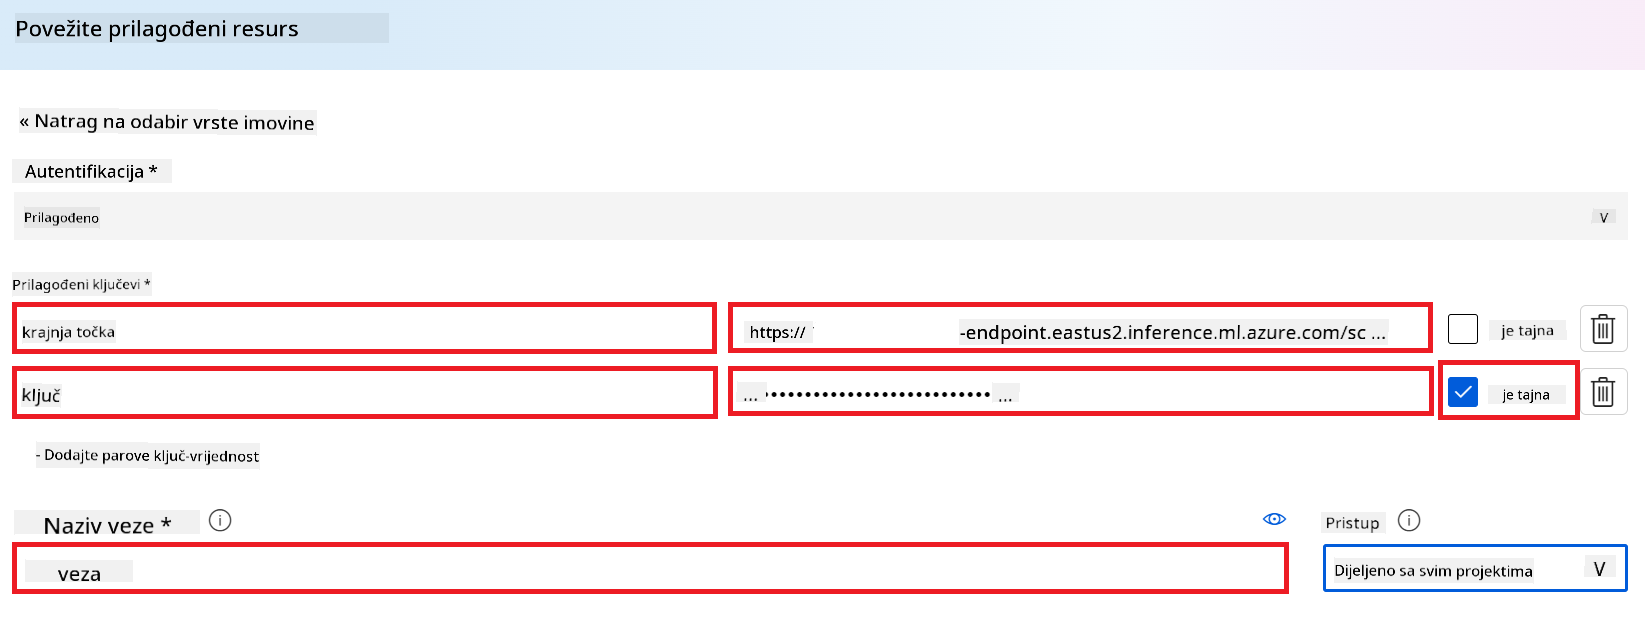 Povežite prilagođeni resurs
« Natrag na odabir vrste imovine
Autentifikacija *
Prilagođeno V
Prilagođeni ključevi *
krajnja točka https:// -endpoint.eastus2.inference.ml.azure.com/sc ... je tajna
ključ ... •••••••••••••••••••••••••••• ... je tajna
- Dodajte parove ključ-vrijednost
Naziv veze * Pristup
veza Dijeljeno sa svim projektima V